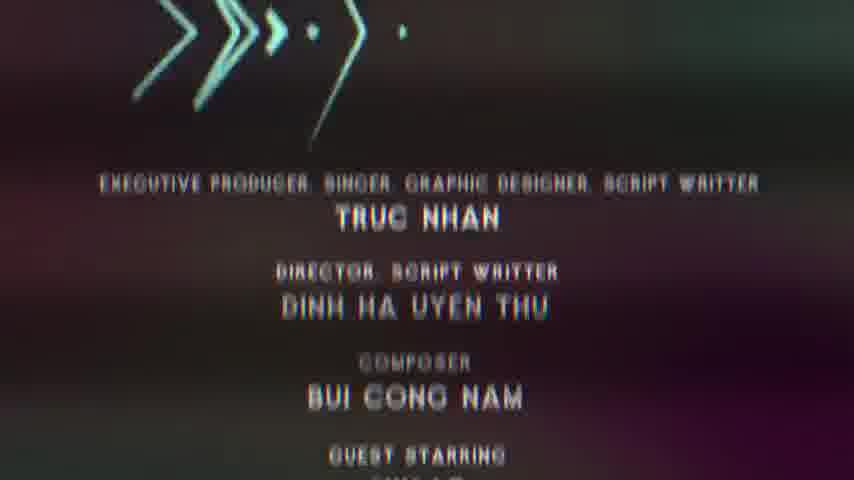 EXECUTIVE PRODUCER. SINGER. GRAPHIC DESIGNER. SCRIPT WRITTER
TRUC NHAN
DIRECTOR. SCRIPT WRITTER
DINH HA UYEN THU
COMPOSER
BUI CONG NAM
GUEST STARRING